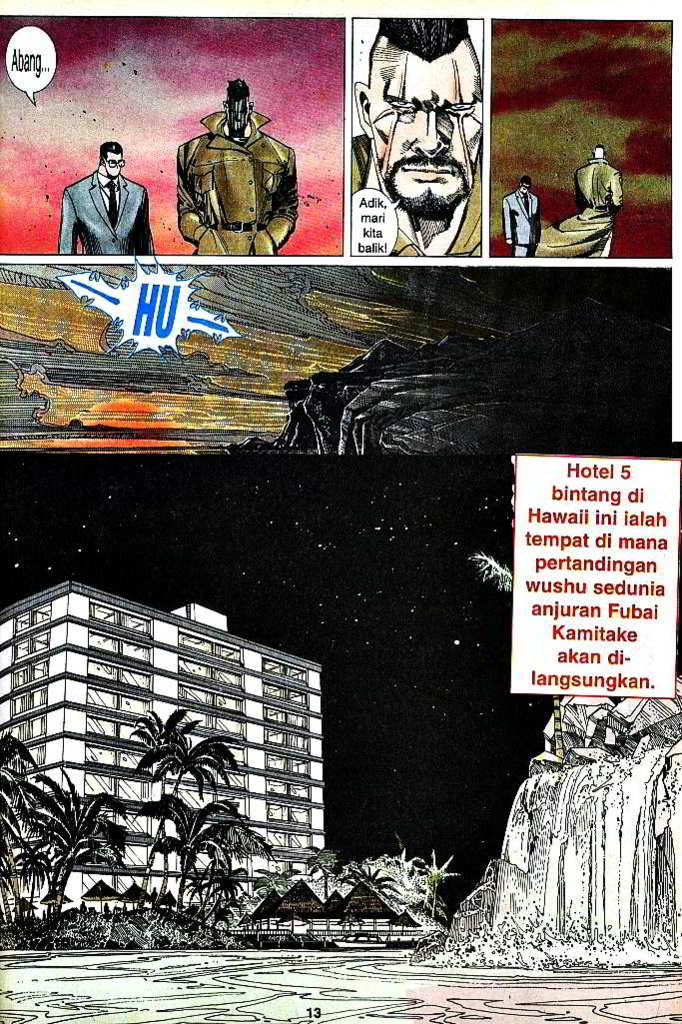 Abang...
Adik,
mari
kita
balik!
HU
Hotel 5
bintang di
Hawaii ini ialah
tempat di mana
pertandingan
wushu sedunia
anjuran Fubai
Kamitake
akan di-
langsungkan.
13